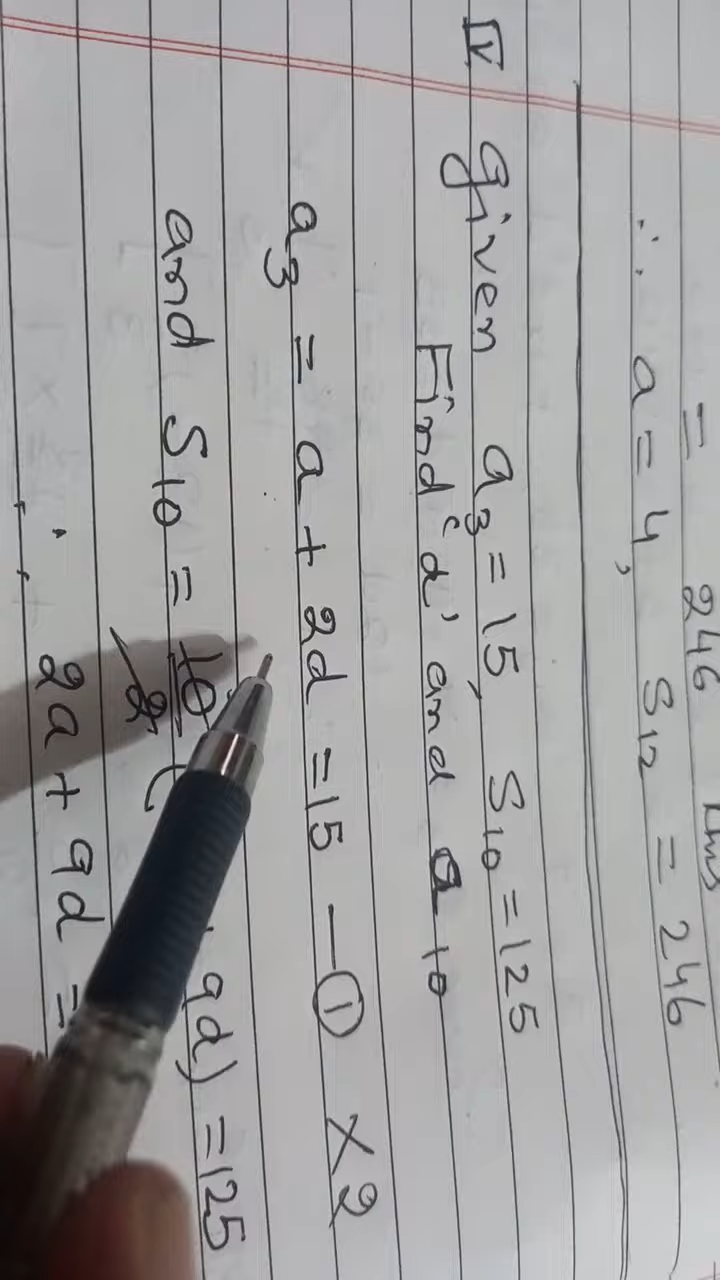 = 246 thus
∴ a = 4, S12 = 246
IV given a3 = 15, S10 = 125
Find 'd' and a10
a3 = a + 2d = 15 — ① × 2
and S10 = 10/2 ( 9d) = 125
∴ 2a + 9d =